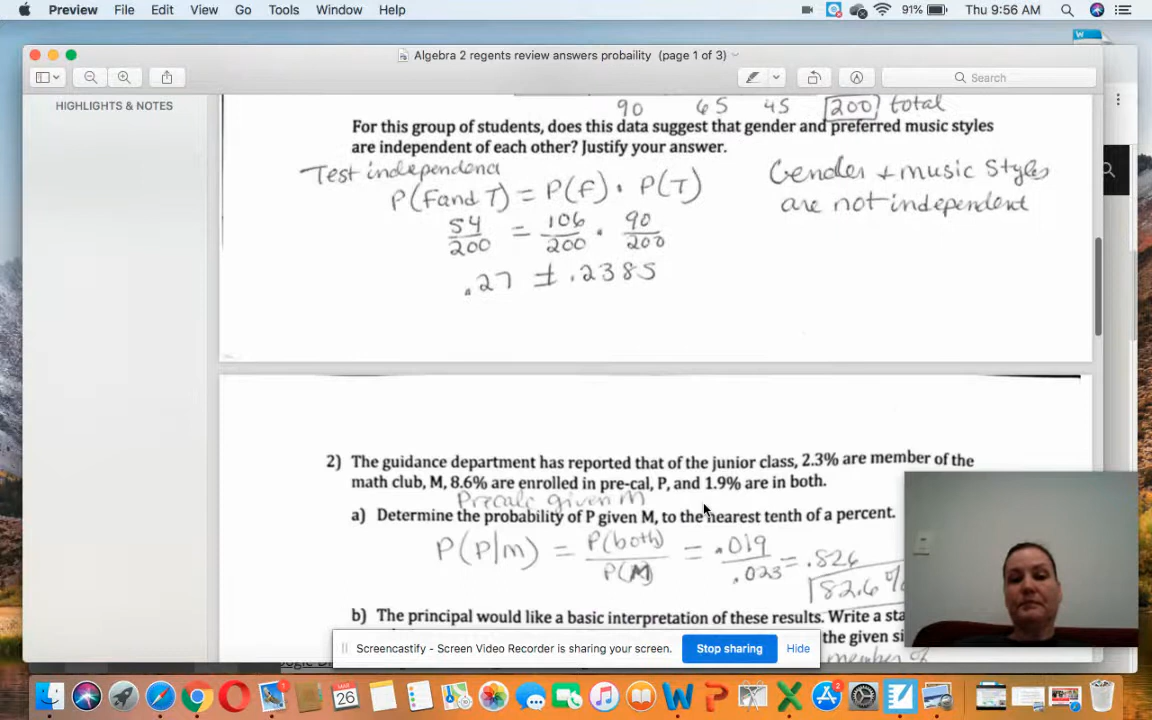 Preview File Edit View Go Tools Window Help 91% Thu 9:56 AM
Algebra 2 regents review answers probaility (page 1 of 3)
Search
HIGHLIGHTS & NOTES
90 65 45 200 total
For this group of students, does this data suggest that gender and preferred music styles
are independent of each other? Justify your answer.
Test independenc
Gender + music Styles
are not independent
P(F and T) = P(F) · P(T)
54/200 = 106/200 · 90/200
.27 ≠ .2385
2) The guidance department has reported that of the junior class, 2.3% are member of the
math club, M, 8.6% are enrolled in pre-cal, P, and 1.9% are in both.
Precalc given M
a) Determine the probability of P given M, to the nearest tenth of a percent.
P(P|M) = P(both)/P(M) = .019/.023 = .826
82.6%
b) The principal would like a basic interpretation of these results. Write a sta
the given si
member of
Screencastify - Screen Video Recorder is sharing your screen. Stop sharing Hide
MAR
26